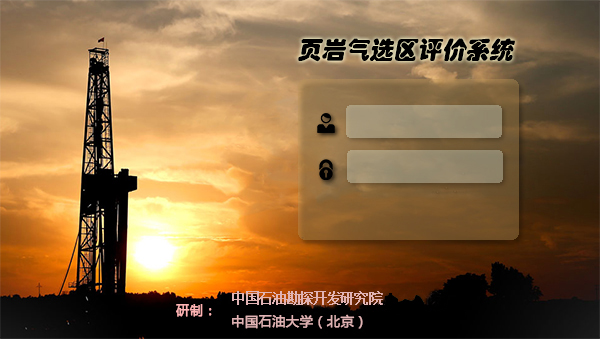 页岩气选区评价系统
中国石油勘探开发研究院
研制：
中国石油大学（北京）